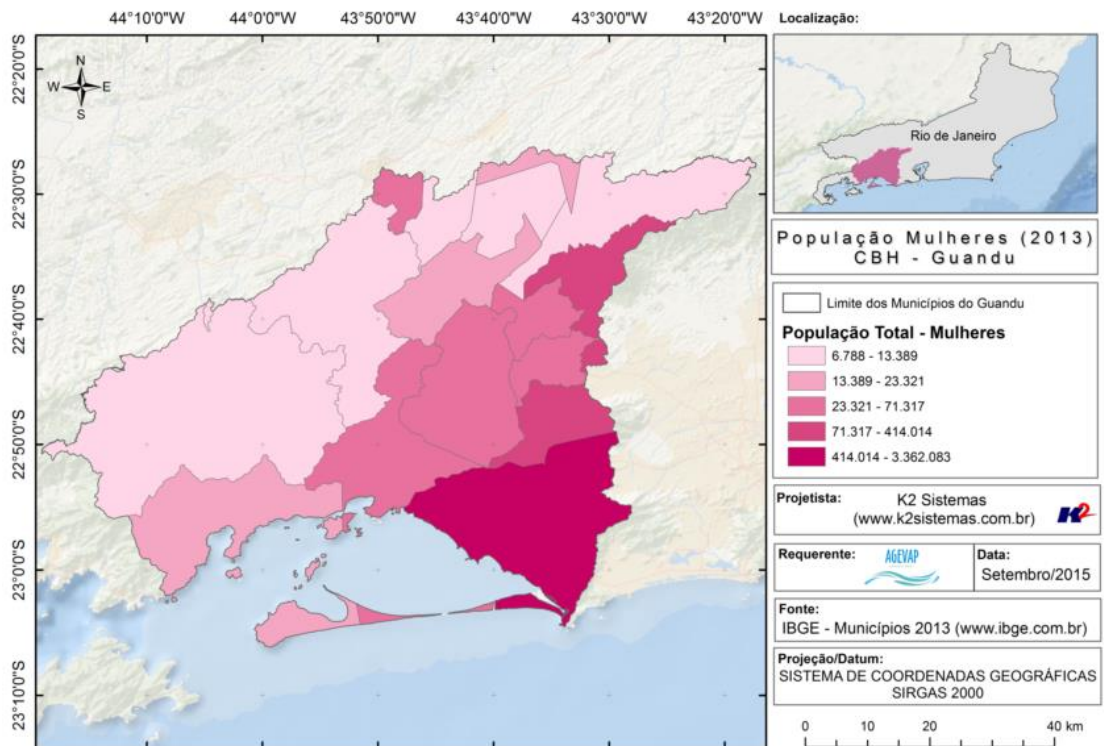 44°10'0"S 44°0'0"S 43°50'0"S 43°40'0"S 43°30'0"S 43°20'0"S
22°20'0"S
22°30'0"S
22°40'0"S
22°50'0"S
23°00'0"S
23°10'0"S
N
W E
S
Localização:
Rio de Janeiro
População Mulheres (2013)
CBH - Guandu
Limite dos Municípios do Guandu
População Total - Mulheres
6.788 - 13.389
13.389 - 23.321
23.321 - 71.317
71.317 - 414.014
414.014 - 3.362.083
Projetista: K2 Sistemas
(www.k2sistemas.com.br) K2
Requerente: AGEVAP
Data:
Setembro/2015
Fonte:
IBGE - Municípios 2013 (www.ibge.com.br)
Projeção/Datum:
SISTEMA DE COORDENADAS GEOGRÁFICAS
SIRGAS 2000
0 10 20 40 km